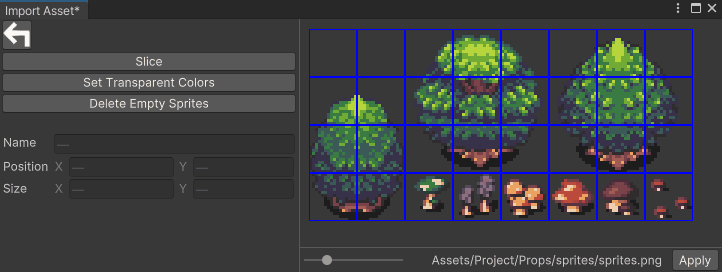 Import Asset*
Slice
Set Transparent Colors
Delete Empty Sprites
Name —
Position X — Y —
Size X — Y —
Assets/Project/Props/sprites/sprites.png Apply